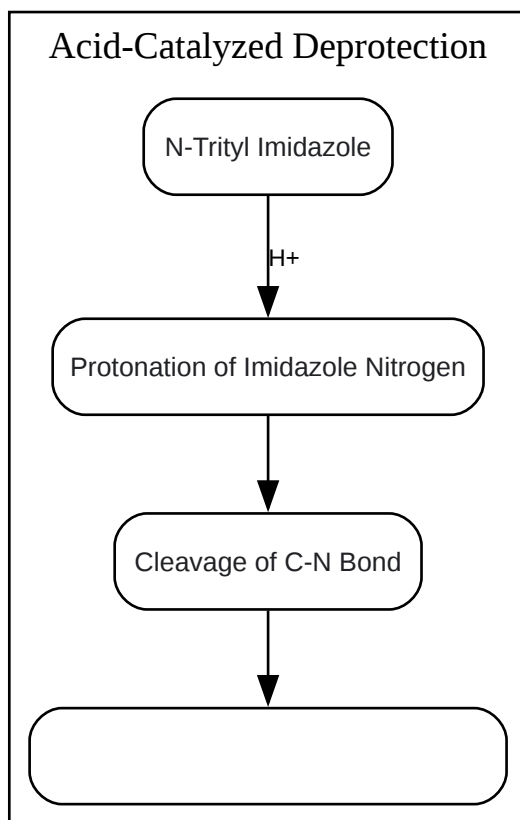 Acid-Catalyzed Deprotection
N-Trityl Imidazole
H+
Protonation of Imidazole Nitrogen
Cleavage of C-N Bond